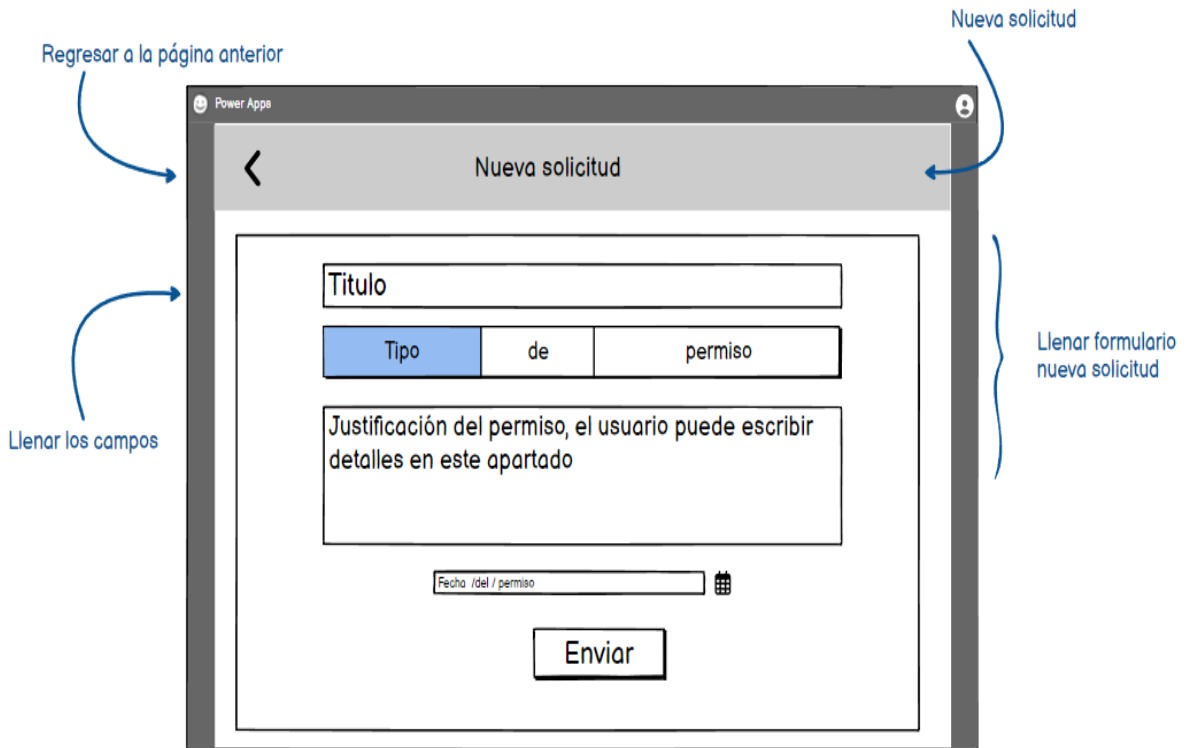 Nueva solicitud
Regresar a la página anterior
Power Apps
Nueva solicitud
Titulo
Tipo de permiso
Llenar formulario
nueva solicitud
Justificación del permiso, el usuario puede escribir
detalles en este apartado
Llenar los campos
Fecha /del / permiso
Enviar